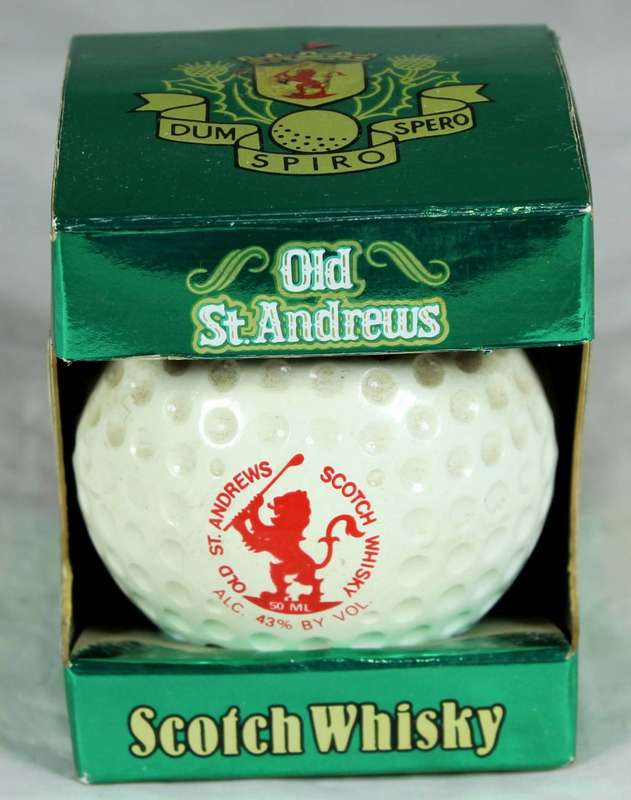 DUM SPIRO SPERO
Old
St. Andrews
OLD ST. ANDREWS SCOTCH WHISKY
50 ML
ALC. 43% BY VOL.
Scotch Whisky